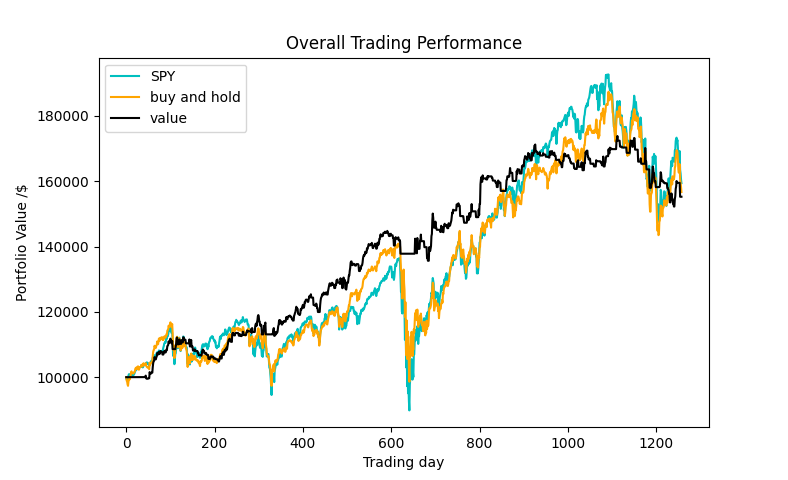 Overall Trading Performance
SPY
buy and hold
value
Portfolio Value /$
180000
160000
140000
120000
100000
0 200 400 600 800 1000 1200
Trading day